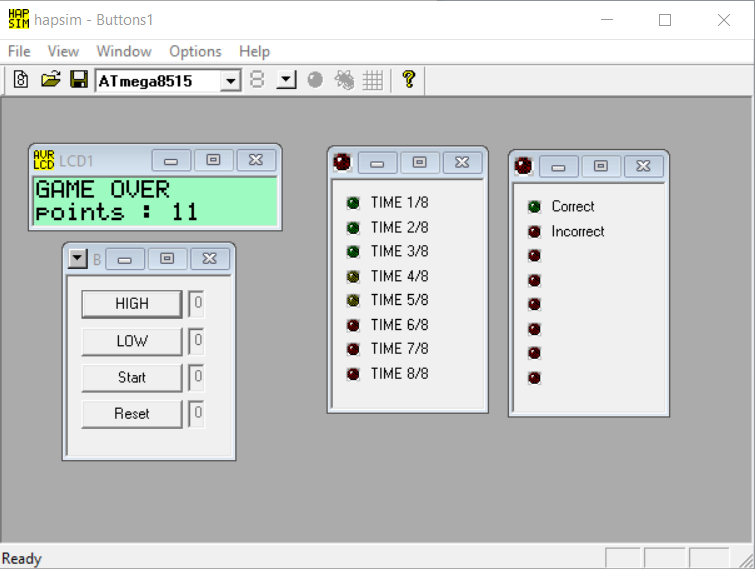 HAP
SIM
hapsim - Buttons1
File View Window Options Help
ATmega8515
AVR
LCD
LCD1
GAME OVER
points : 11
B
HIGH 0
LOW 0
Start 0
Reset 0
TIME 1/8
TIME 2/8
TIME 3/8
TIME 4/8
TIME 5/8
TIME 6/8
TIME 7/8
TIME 8/8
Correct
Incorrect
Ready